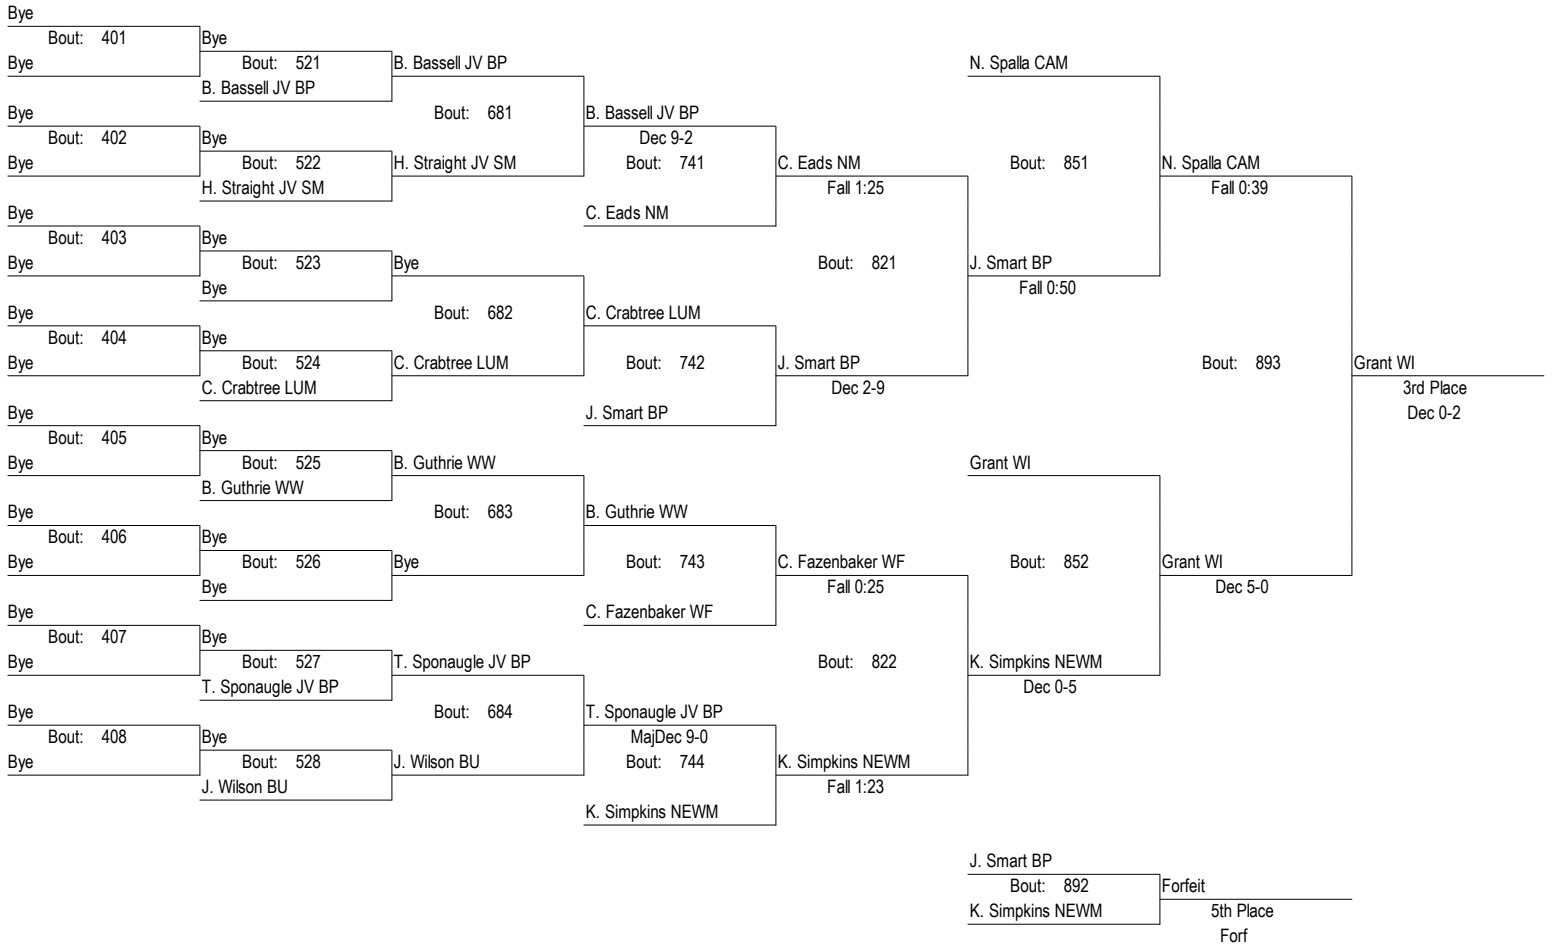 Bye
Bout: 401
Bye
Bye
Bout: 521
B. Bassell JV BP
B. Bassell JV BP
N. Spalla CAM
Bye
Bout: 402
Bye
Bye
Bout: 522
H. Straight JV SM
Bout: 681
H. Straight JV SM
B. Bassell JV BP
Dec 9-2
Bout: 741
C. Eads NM
C. Eads NM
Fall 1:25
Bout: 851
N. Spalla CAM
Fall 0:39
Bye
Bout: 403
Bye
Bye
Bout: 523
Bye
Bye
Bout: 821
J. Smart BP
Fall 0:50
Bye
Bout: 404
Bye
Bye
Bout: 524
C. Crabtree LUM
Bout: 682
C. Crabtree LUM
C. Crabtree LUM
Bout: 742
J. Smart BP
J. Smart BP
Dec 2-9
Bout: 893
Grant WI
3rd Place
Dec 0-2
Bye
Bout: 405
Bye
Bye
Bout: 525
B. Guthrie WW
B. Guthrie WW
Grant WI
Bye
Bout: 406
Bye
Bye
Bout: 526
Bye
Bout: 683
Bye
B. Guthrie WW
Bout: 743
C. Fazenbaker WF
C. Fazenbaker WF
Fall 0:25
Bout: 852
Grant WI
Dec 5-0
Bye
Bout: 407
Bye
Bye
Bout: 527
T. Sponaugle JV BP
T. Sponaugle JV BP
Bout: 822
K. Simpkins NEWM
Dec 0-5
Bye
Bout: 408
Bye
Bye
Bout: 528
J. Wilson BU
Bout: 684
J. Wilson BU
T. Sponaugle JV BP
MajDec 9-0
Bout: 744
K. Simpkins NEWM
K. Simpkins NEWM
Fall 1:23
J. Smart BP
Bout: 892
K. Simpkins NEWM
Forfeit
5th Place
Forf